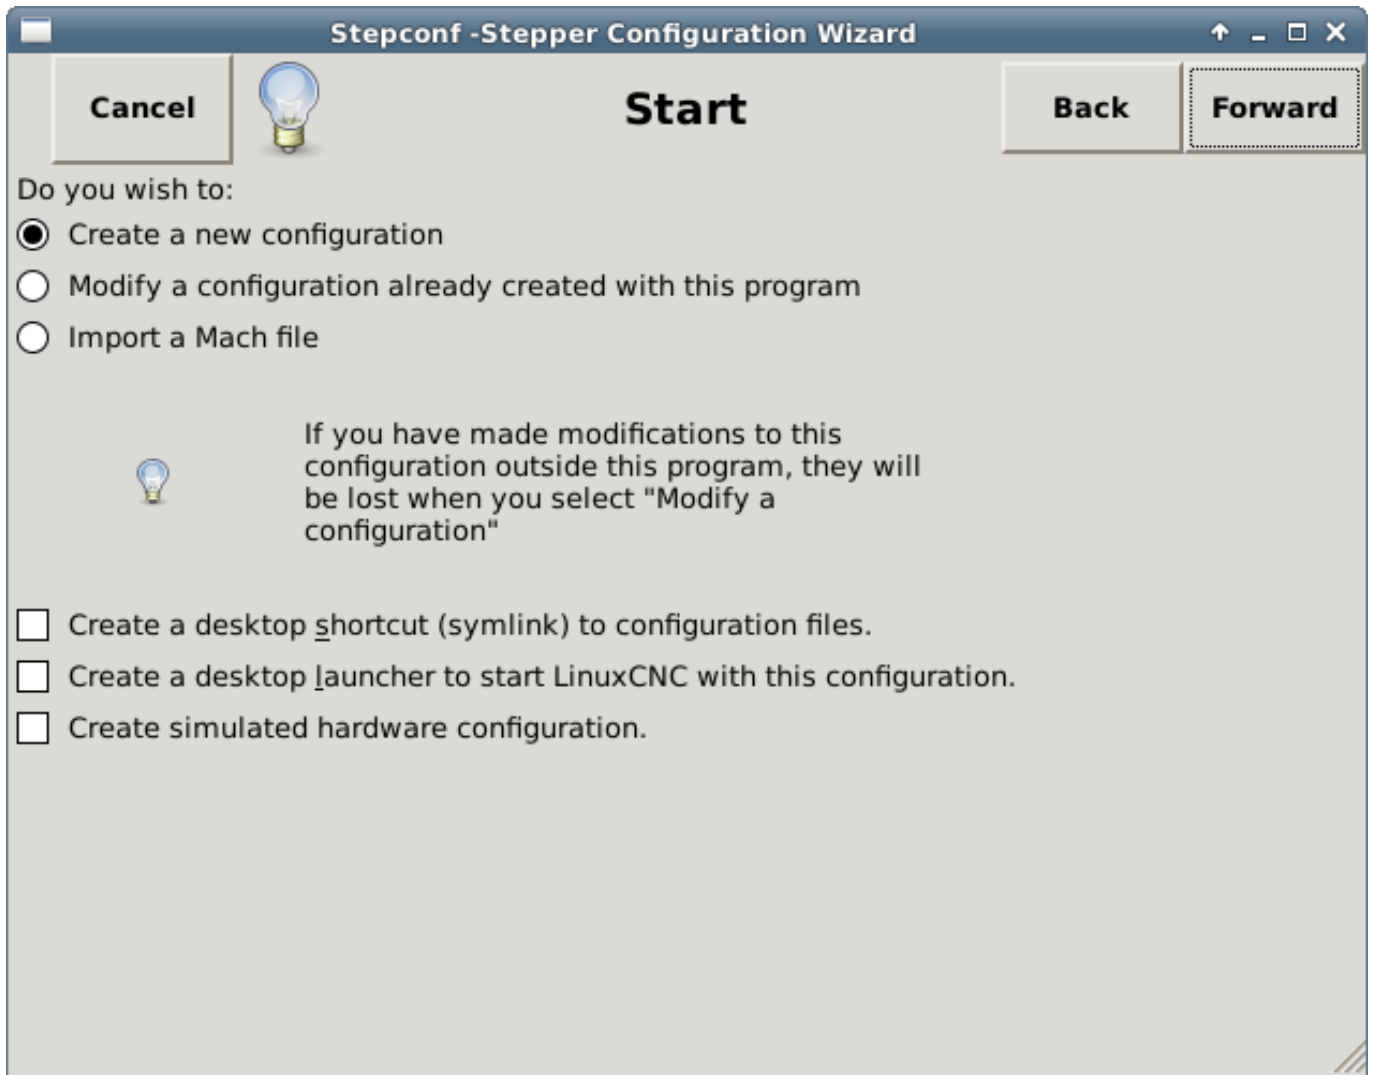 Stepconf -Stepper Configuration Wizard
Cancel
Start
Back
Forward
Do you wish to:
Create a new configuration
Modify a configuration already created with this program
Import a Mach file
If you have made modifications to this
configuration outside this program, they will
be lost when you select "Modify a
configuration"
Create a desktop shortcut (symlink) to configuration files.
Create a desktop launcher to start LinuxCNC with this configuration.
Create simulated hardware configuration.